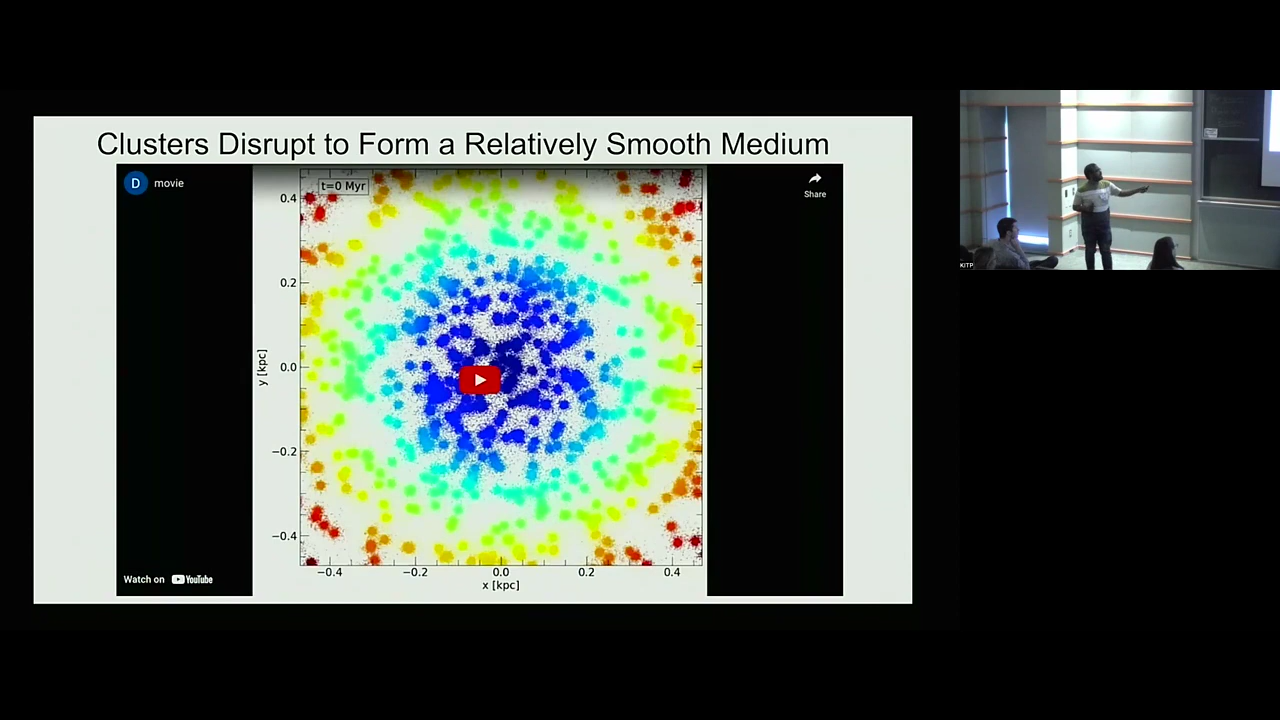 Clusters Disrupt to Form a Relatively Smooth Medium
D movie
Share
t=0 Myr
0.4
0.2
0.0
−0.2
−0.4
y [kpc]
−0.4 −0.2 0.0 0.2 0.4
x [kpc]
Watch on YouTube
KITP